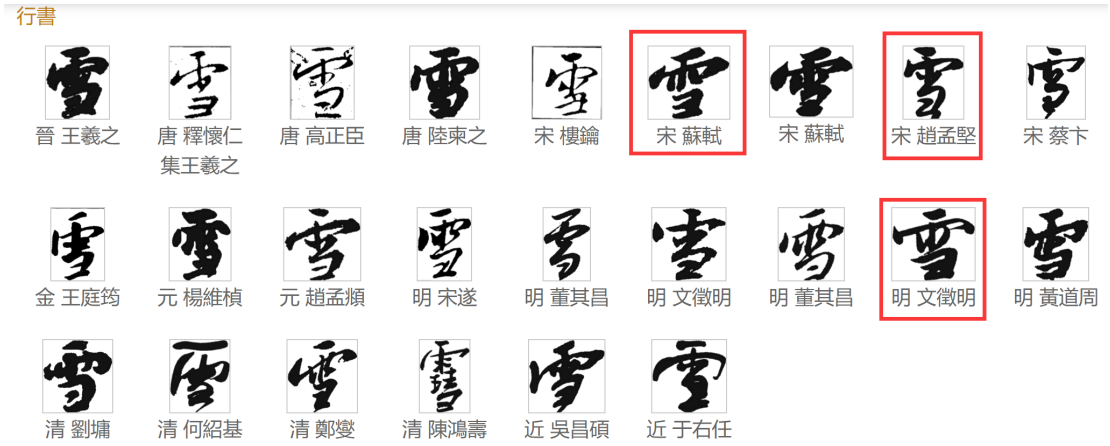 行書
雪 雪 雪 雪 雪 雪 雪 雪 雪
晉 王羲之 唐 釋懷仁 唐 高正臣 唐 陸柬之 宋 樓鑰 宋 蘇軾 宋 蘇軾 宋 趙孟堅 宋 蔡卞
集王羲之
雪 雪 雪 雪 雪 雪 雪 雪 雪
金 王庭筠 元 楊維楨 元 趙孟頫 明 宋遂 明 董其昌 明 文徵明 明 董其昌 明 文徵明 明 黃道周
雪 雪 雪 雪 雪 雪
清 劉墉 清 何紹基 清 鄭燮 清 陳鴻壽 近 吳昌碩 近 于右任